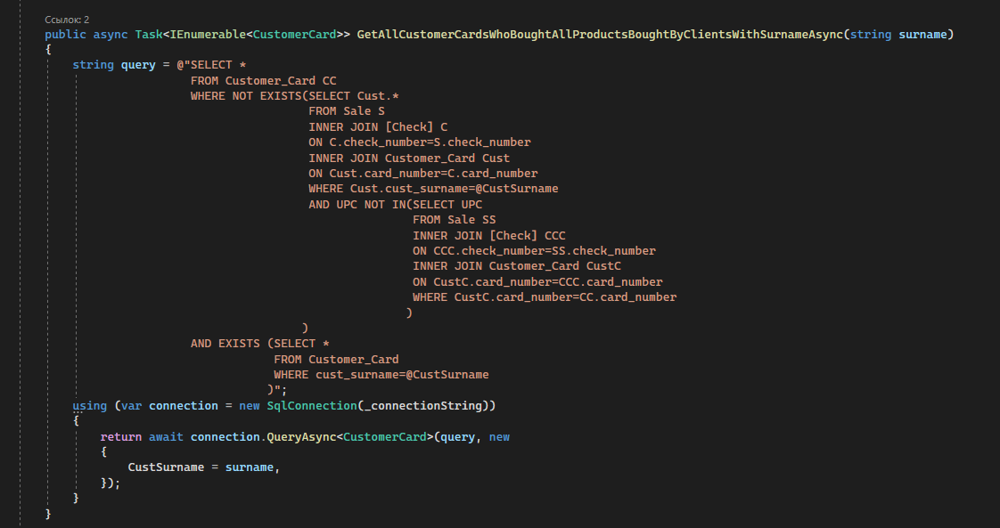 Ссылок: 2
public async Task<IEnumerable<CustomerCard>> GetAllCustomerCardsWhoBoughtAllProductsBoughtByClientsWithSurnameAsync(string surname)
{
string query = @"SELECT *
FROM Customer_Card CC
WHERE NOT EXISTS(SELECT Cust.*
FROM Sale S
INNER JOIN [Check] C
ON C.check_number=S.check_number
INNER JOIN Customer_Card Cust
ON Cust.card_number=C.card_number
WHERE Cust.cust_surname=@CustSurname
AND UPC NOT IN(SELECT UPC
FROM Sale SS
INNER JOIN [Check] CCC
ON CCC.check_number=SS.check_number
INNER JOIN Customer_Card CustC
ON CustC.card_number=CCC.card_number
WHERE CustC.card_number=CC.card_number
)
)
AND EXISTS (SELECT *
FROM Customer_Card
WHERE cust_surname=@CustSurname
)";
using (var connection = new SqlConnection(_connectionString))
{
return await connection.QueryAsync<CustomerCard>(query, new
{
CustSurname = surname,
});
}
}